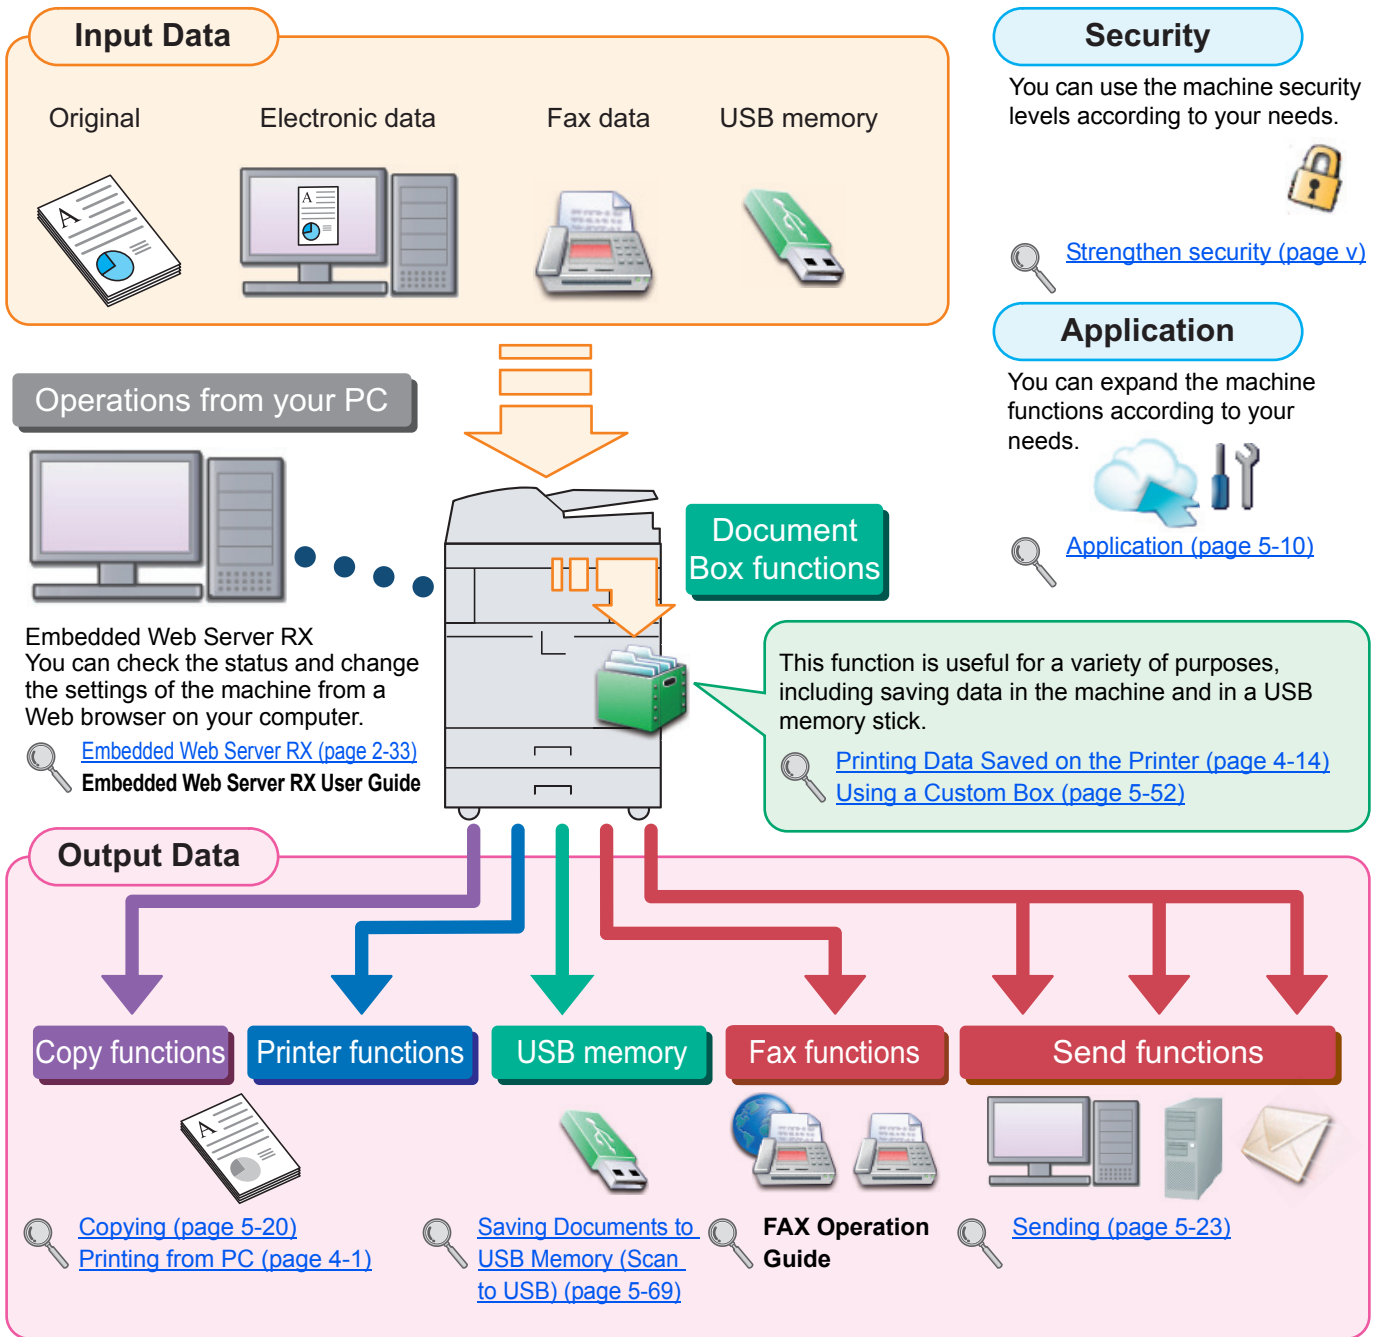 Input Data
Original
Electronic data
Fax data
USB memory
A
A
Security
You can use the machine security
levels according to your needs.
Strengthen security (page v)
Application
You can expand the machine
functions according to your
needs.
Application (page 5-10)
Operations from your PC
Embedded Web Server RX
You can check the status and change
the settings of the machine from a
Web browser on your computer.
Embedded Web Server RX (page 2-33)
Embedded Web Server RX User Guide
Document
Box functions
This function is useful for a variety of purposes,
including saving data in the machine and in a USB
memory stick.
Printing Data Saved on the Printer (page 4-14)
Using a Custom Box (page 5-52)
Output Data
Copy functions
Printer functions
USB memory
Fax functions
Send functions
A
Copying (page 5-20)
Printing from PC (page 4-1)
Saving Documents to
USB Memory (Scan
to USB) (page 5-69)
FAX Operation
Guide
Sending (page 5-23)